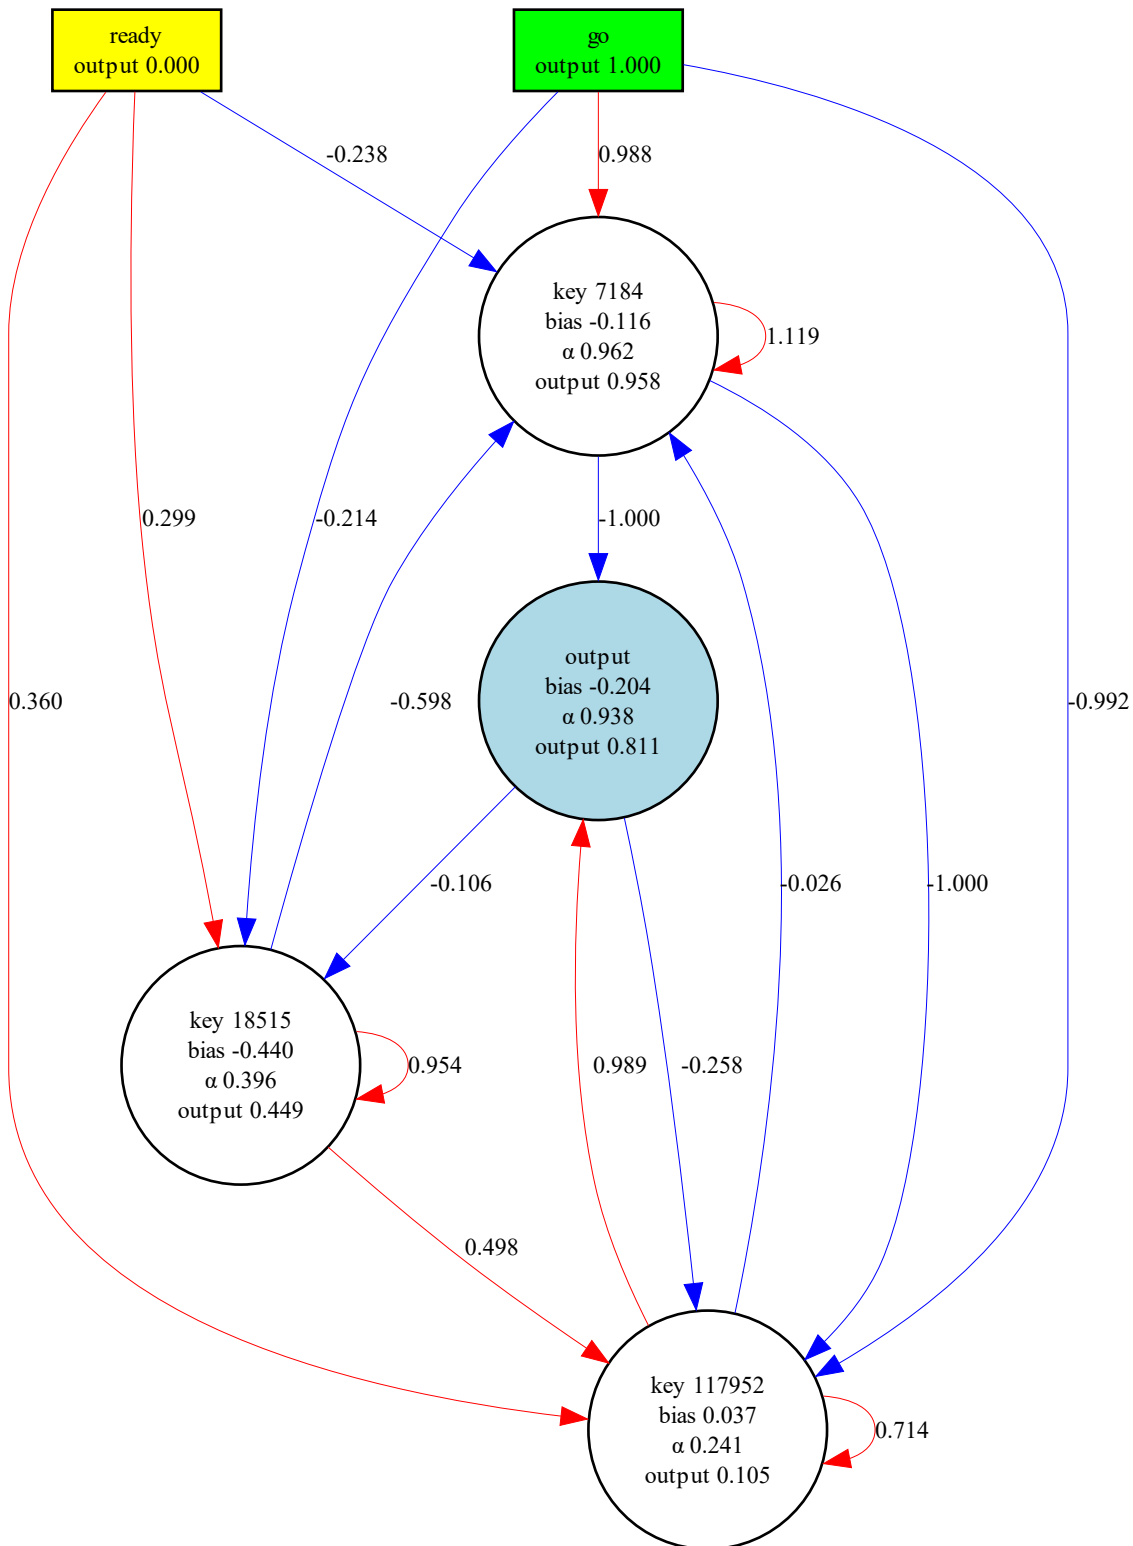 ready
output 0.000
go
output 1.000
-0.238
0.988
key 7184
bias -0.116
α 0.962
output 0.958
1.119
0.299
-0.214
-1.000
output
bias -0.204
α 0.938
output 0.811
0.360
-0.598
-0.992
-0.106
-0.026
-1.000
key 18515
bias -0.440
α 0.396
output 0.449
0.954
0.989
-0.258
0.498
key 117952
bias 0.037
α 0.241
output 0.105
0.714